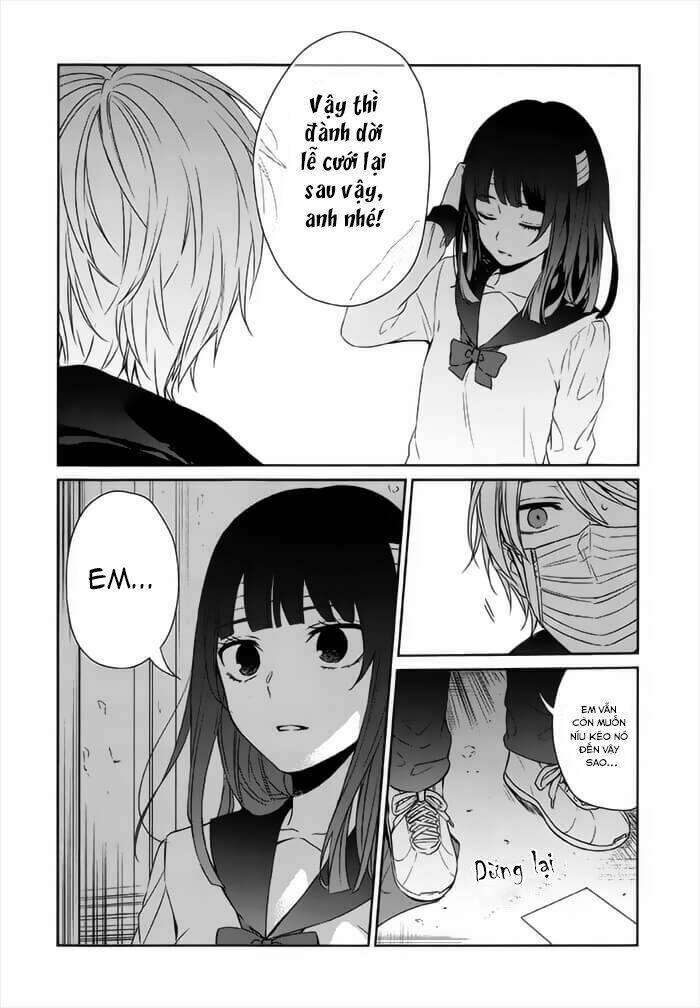 Vậy thì
đành dời
lễ cưới lại
sau vậy,
anh nhé!
EM...
EM VẪN
CÒN MUỐN
NÍU KÉO NÓ
ĐẾN VẬY
SAO...
Dừng lại